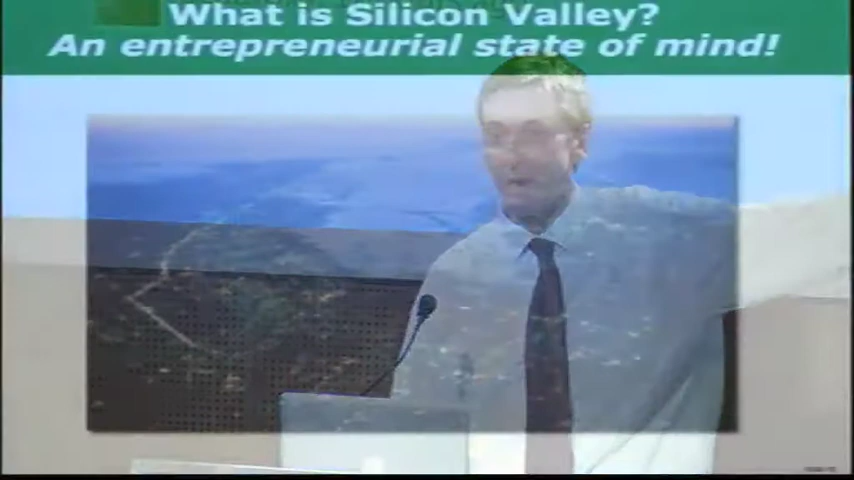 What is Silicon Valley?
An entrepreneurial state of mind!